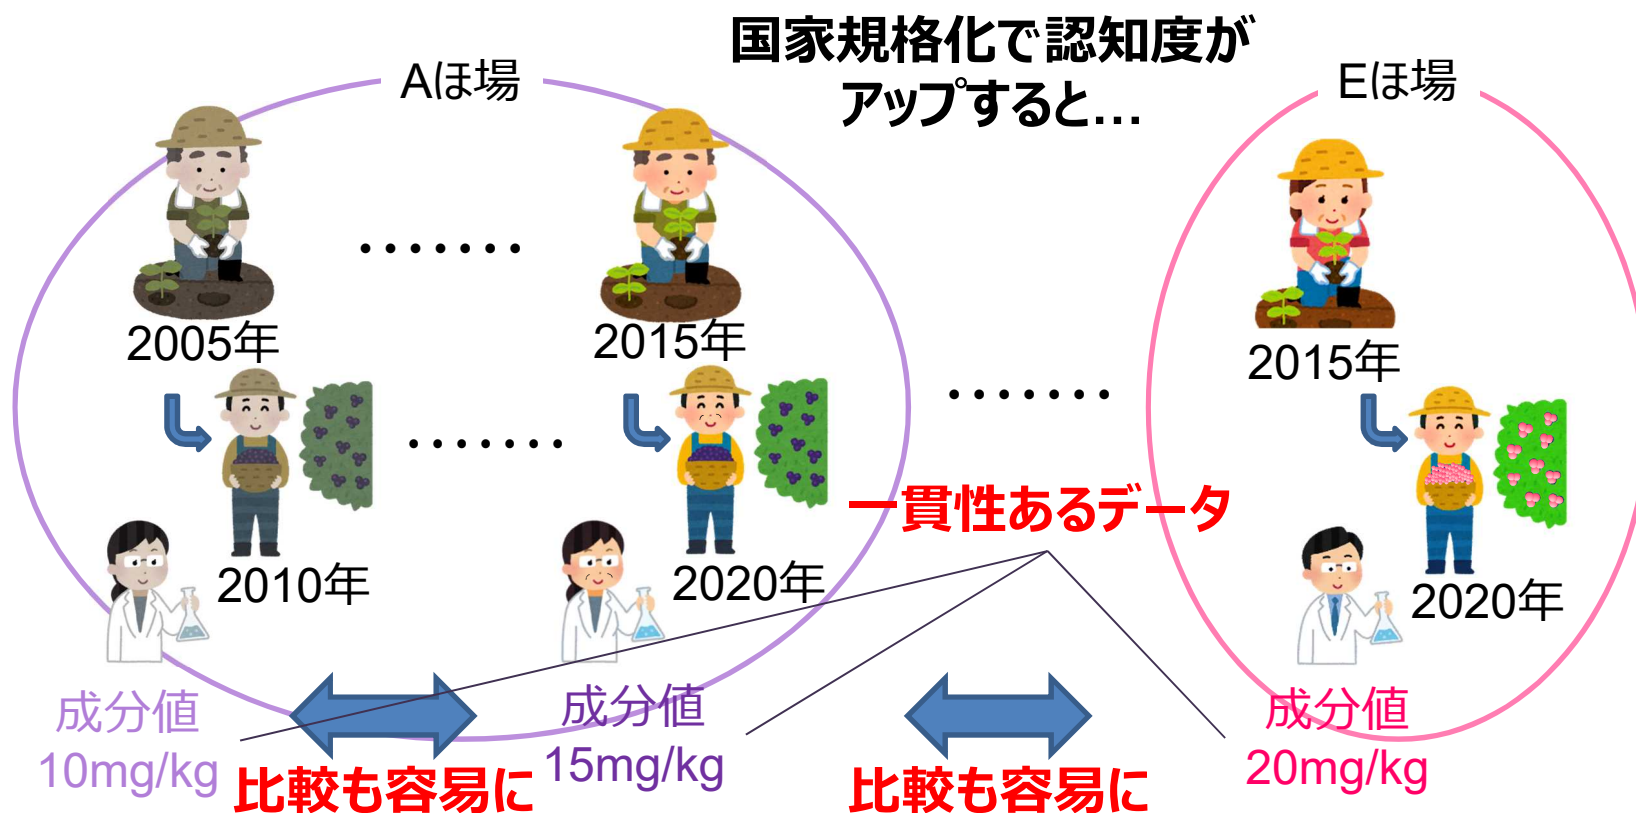 国家規格化で認知度が
アップすると…
Aほ場
Eほ場
.......
2005年
2015年
2015年
.......
.......
一貫性あるデータ
2010年
2020年
2020年
成分値
10mg/kg
成分値
15mg/kg
成分値
20mg/kg
比較も容易に
比較も容易に